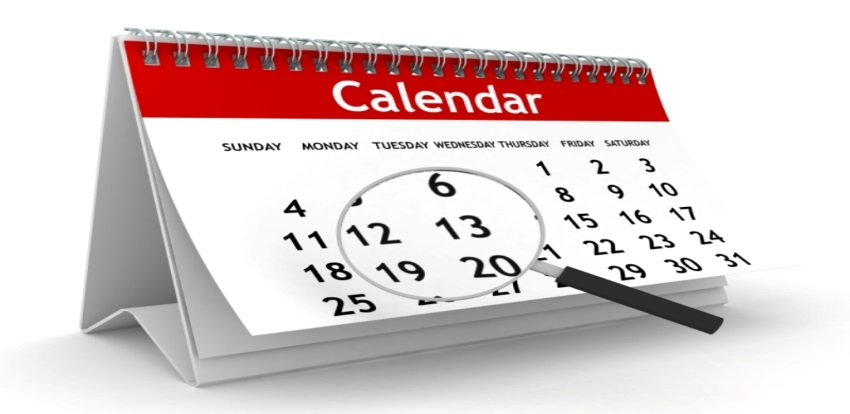 Calendar
SUNDAY MONDAY TUESDAY WEDNESDAY THURSDAY FRIDAY SATURDAY
1 2 3
4 6 8 9 10
11 12 13 15 16 17
18 19 20 22 23 24
25 27 29 30 31